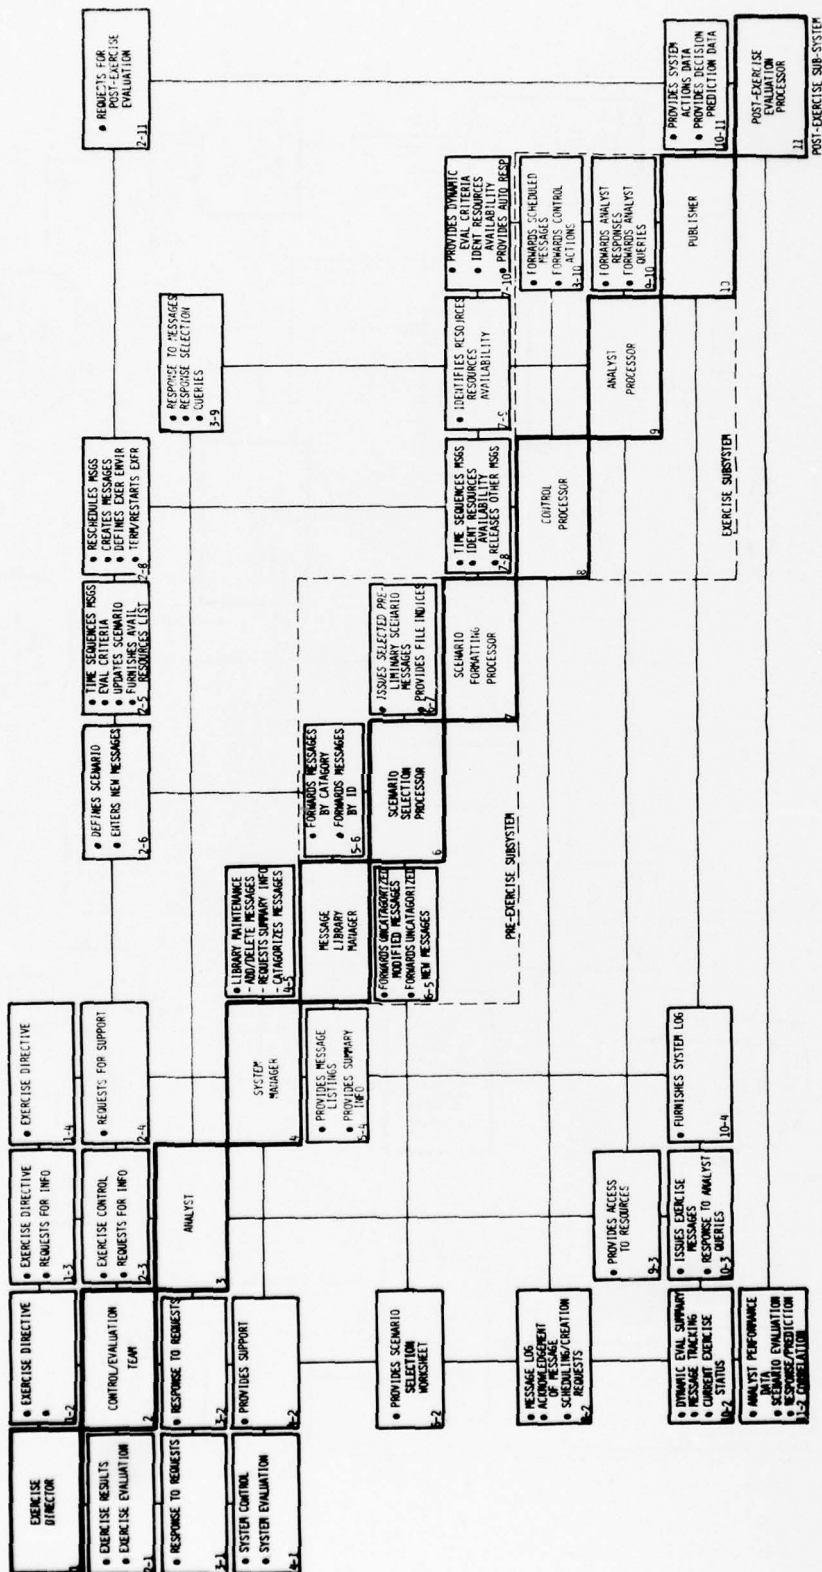 EXERCISE
DIRECTOR
1
• EXERCISE DIRECTIVE
•
1-2
• EXERCISE DIRECTIVE
• REQUESTS FOR INFO
1-3
• EXERCISE DIRECTIVE
1-4
• EXERCISE RESULTS
• EXERCISE EVALUATION
2-1
CONTROL/EVALUATION
TEAM
2
• EXERCISE CONTROL
• REQUESTS FOR INFO
2-3
• REQUESTS FOR SUPPORT
2-4
• DEFINES SCENARIO
• ENTERS NEW MESSAGES
2-6
• TIME SEQUENCES MSGS
• EVAL CRITERIA
• UPDATES SCENARIO
• FURNISHES AVAIL
RESOURCES LIST
2-5
• RESCHEDULES MSGS
• CREATES MESSAGES
• DEFINES EXER ENVIR
• TERM/RESTARTS EXER
2-8
• REQUESTS FOR
POST-EXERCISE
EVALUATION
2-11
• RESPONSE TO REQUESTS
3-1
• RESPONSE TO REQUESTS
3-2
ANALYST
3
• RESPONSE TO MESSAGES
• RESPONSE SELECTION
• QUERIES
3-9
• SYSTEM CONTROL
• SYSTEM EVALUATION
4-1
• PROVIDES SUPPORT
4-2
SYSTEM
MANAGER
4
• LIBRARY MAINTENANCE
- ADD/DELETE MESSAGES
- REQUESTS SUMMARY INFO
- CATAGORIZES MESSAGES
4-5
• PROVIDES MESSAGE
LISTINGS
• PROVIDES SUMMARY
INFO
5-4
MESSAGE
LIBRARY
MANAGER
• FORWARDS MESSAGES
BY CATAGORY
• FORWARDS MESSAGES
BY ID
5-6
• PROVIDES SCENARIO
SELECTION
WORKSHEET
6-2
• FORWARDS UNCATAGORIZED
MODIFIED MESSAGES
• FORWARDS UNCATAGORIZED
NEW MESSAGES
6-5
SCENARIO
SELECTION
PROCESSOR
6
• ISSUES SELECTED PRE-
LIMINARY SCENARIO
MESSAGES
• PROVIDES FILE INDICES
6-7
SCENARIO
FORMATTING
PROCESSOR
7
• TIME SEQUENCES MSGS
• IDENT RESOURCES
AVAILABILITY
• RELEASES OTHER MSGS
7-8
• IDENTIFIES RESOURCES
RESOURCES
AVAILABILITY
7-9
• PROVIDES DYNAMIC
EVAL CRITERIA
• IDENT RESOURCES
AVAILABILITY
• PROVIDES AUTO RESP
7-10
PRE-EXERCISE SUBSYSTEM
• MESSAGE LOG
• ACKNOWLEDGEMENT
OF MESSAGE
• SCHEDULING/CREATION
REQUESTS
8-2
CONTROL
PROCESSOR
8
• FORWARDS SCHEDULED
MESSAGES
• FORWARDS CONTROL
ACTIONS
3-10
• PROVIDES ACCESS
TO RESOURCES
9-3
ANALYST
PROCESSOR
9
• FORWARDS ANALYST
RESPONSES
• FORWARDS ANALYST
QUERIES
9-10
• DYNAMIC EVAL SUMMARY
• MESSAGE TRACKING
• CURRENT EXERCISE
STATUS
10-2
• ISSUES EXERCISE
MESSAGES
• RESPONSE TO ANALYST
QUERIES
10-3
• FURNISHES SYSTEM LOG
10-4
PUBLISHER
10
• PROVIDES SYSTEM
ACTIONS DATA
• PROVIDES DECISION
PREDICTION DATA
10-11
EXERCISE SUBSYSTEM
• ANALYST PERFORMANCE
DATA
• SCENARIO EVALUATION
• RESPONSE/PREDICTION
CORRELATION
11-2
POST-EXERCISE
EVALUATION
PROCESSOR
11
POST-EXERCISE SUB-SYSTEM